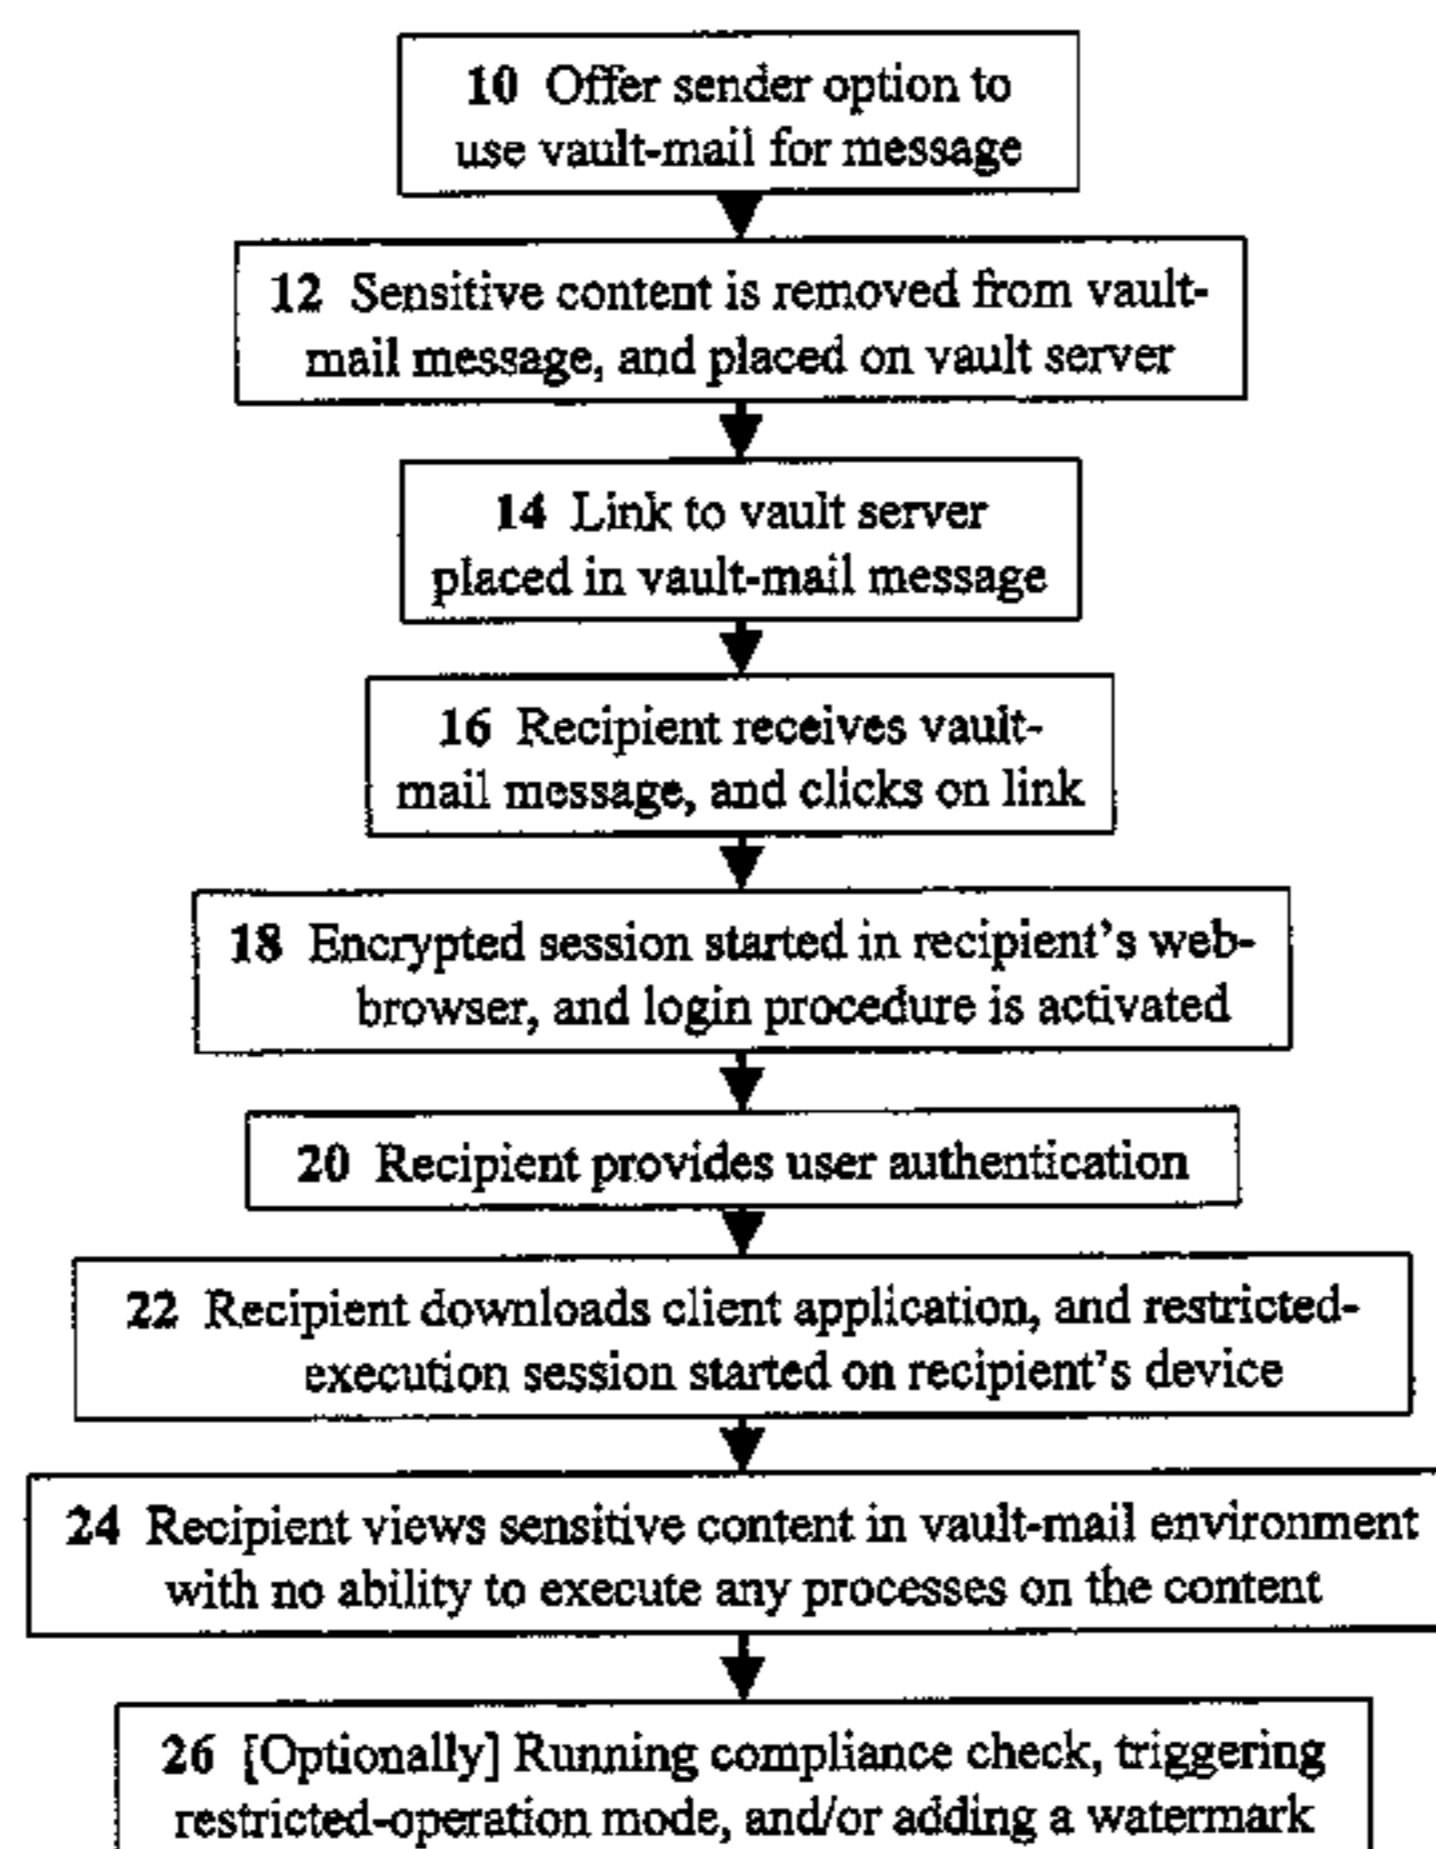 10 Offer sender option to
use vault-mail for message
12 Sensitive content is removed from vault-
mail message, and placed on vault server
14 Link to vault server
placed in vault-mail message
16 Recipient receives vault-
mail message, and clicks on link
18 Encrypted session started in recipient's web-
browser, and login procedure is activated
20 Recipient provides user authentication
22 Recipient downloads client application, and restricted-
execution session started on recipient's device
24 Recipient views sensitive content in vault-mail environment
with no ability to execute any processes on the content
26 [Optionally] Running compliance check, triggering
restricted-operation mode, and/or adding a watermark